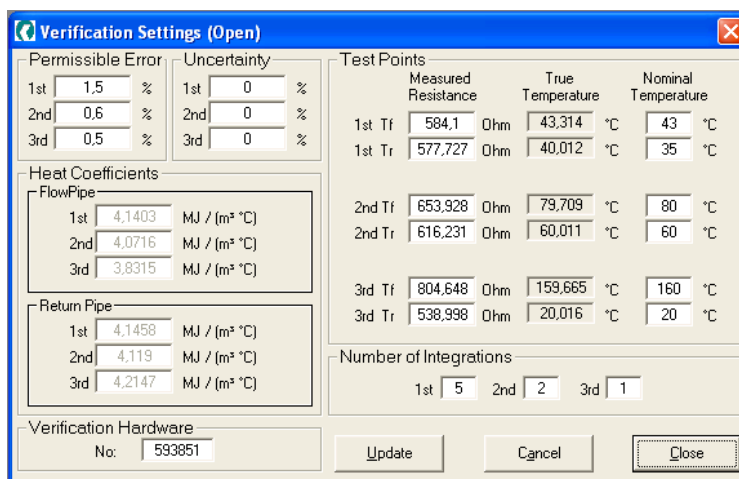 Verification Settings (Open)
Permissible Error
1st 1,5 %
2nd 0,6 %
3rd 0,5 %
Uncertainty
1st 0 %
2nd 0 %
3rd 0 %
Heat Coefficients
FlowPipe
1st 4,1403 MJ / (m³ °C)
2nd 4,0716 MJ / (m³ °C)
3rd 3,8315 MJ / (m³ °C)
Return Pipe
1st 4,1458 MJ / (m³ °C)
2nd 4,119 MJ / (m³ °C)
3rd 4,2147 MJ / (m³ °C)
Verification Hardware
No: 593851
Test Points
Measured Resistance True Temperature Nominal Temperature
1st Tf 584,1 Ohm 43,314 °C 43 °C
1st Tr 577,727 Ohm 40,012 °C 35 °C
2nd Tf 653,928 Ohm 79,709 °C 80 °C
2nd Tr 616,231 Ohm 60,011 °C 60 °C
3rd Tf 804,648 Ohm 159,665 °C 160 °C
3rd Tr 538,998 Ohm 20,016 °C 20 °C
Number of Integrations
1st 5 2nd 2 3rd 1
Update Cancel Close